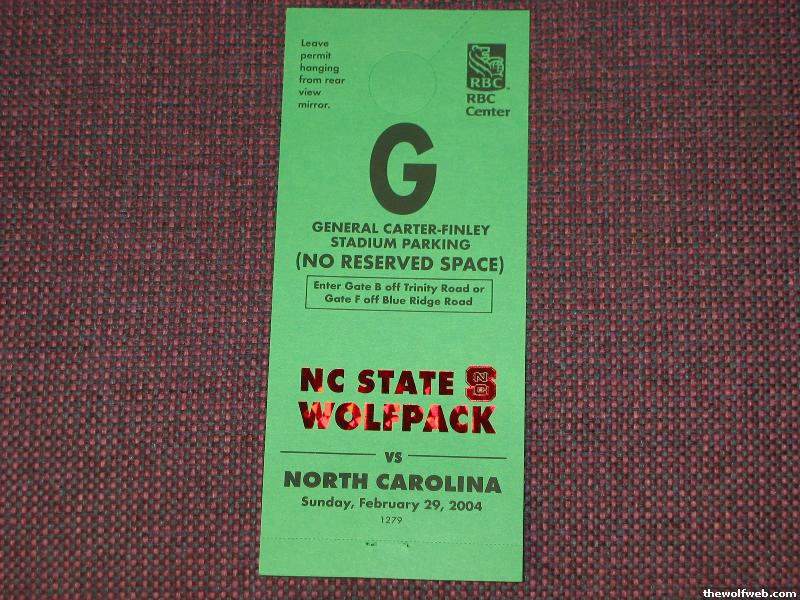 Leave
permit
hanging
from rear
view
mirror.
RBC
RBC
Center
G
GENERAL CARTER-FINLEY
STADIUM PARKING
(NO RESERVED SPACE)
Enter Gate B off Trinity Road or
Gate F off Blue Ridge Road
NC STATE NCS
WOLFPACK
VS
NORTH CAROLINA
Sunday, February 29, 2004
1279
thewolfweb.com